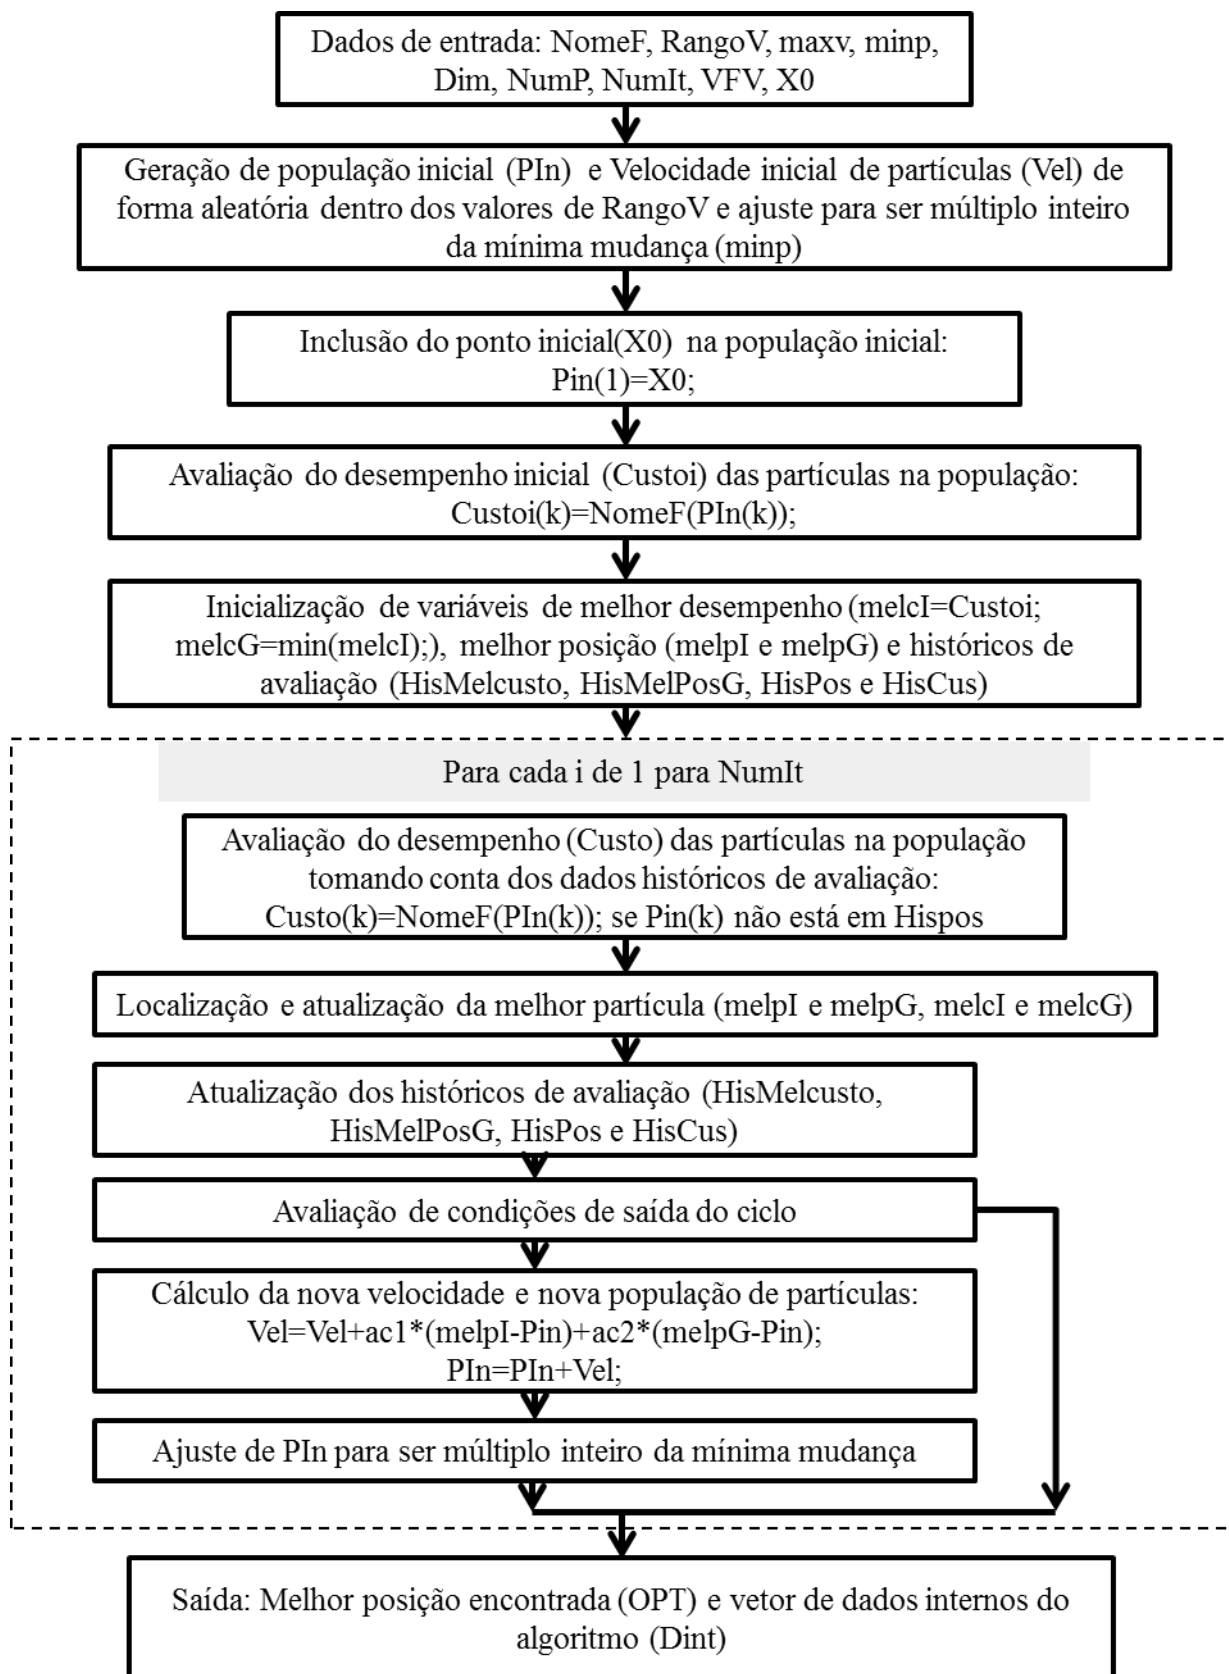 Dados de entrada: NomeF, RangoV, maxv, minp,
Dim, NumP, NumIt, VFV, X0
Geração de população inicial (PIn) e Velocidade inicial de partículas (Vel) de
forma aleatória dentro dos valores de RangoV e ajuste para ser múltiplo inteiro
da mínima mudança (minp)
Inclusão do ponto inicial(X0) na população inicial:
Pin(1)=X0;
Avaliação do desempenho inicial (Custoi) das partículas na população:
Custoi(k)=NomeF(PIn(k));
Inicialização de variáveis de melhor desempenho (melcI=Custoi;
melcG=min(melcI);), melhor posição (melpI e melpG) e históricos de
avaliação (HisMelcusto, HisMelPosG, HisPos e HisCus)
Para cada i de 1 para NumIt
Avaliação do desempenho (Custo) das partículas na população
tomando conta dos dados históricos de avaliação:
Custo(k)=NomeF(PIn(k)); se Pin(k) não está em Hispos
Localização e atualização da melhor partícula (melpI e melpG, melcI e melcG)
Atualização dos históricos de avaliação (HisMelcusto,
HisMelPosG, HisPos e HisCus)
Avaliação de condições de saída do ciclo
Cálculo da nova velocidade e nova população de partículas:
Vel=Vel+ac1*(melpI-Pin)+ac2*(melpG-Pin);
PIn=PIn+Vel;
Ajuste de PIn para ser múltiplo inteiro da mínima mudança
Saída: Melhor posição encontrada (OPT) e vetor de dados internos do
algoritmo (Dint)